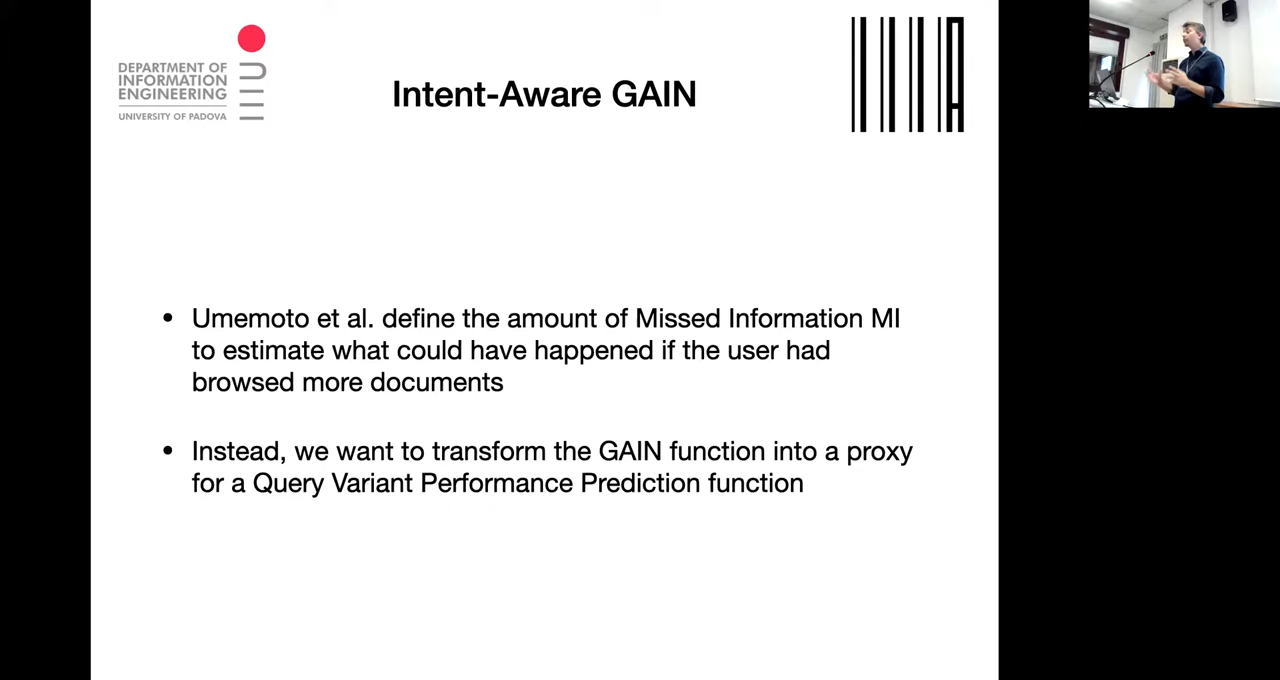 DEPARTMENT OF
INFORMATION
ENGINEERING
UNIVERSITY OF PADOVA
Intent-Aware GAIN
• Umemoto et al. define the amount of Missed Information MI
to estimate what could have happened if the user had
browsed more documents
• Instead, we want to transform the GAIN function into a proxy
for a Query Variant Performance Prediction function